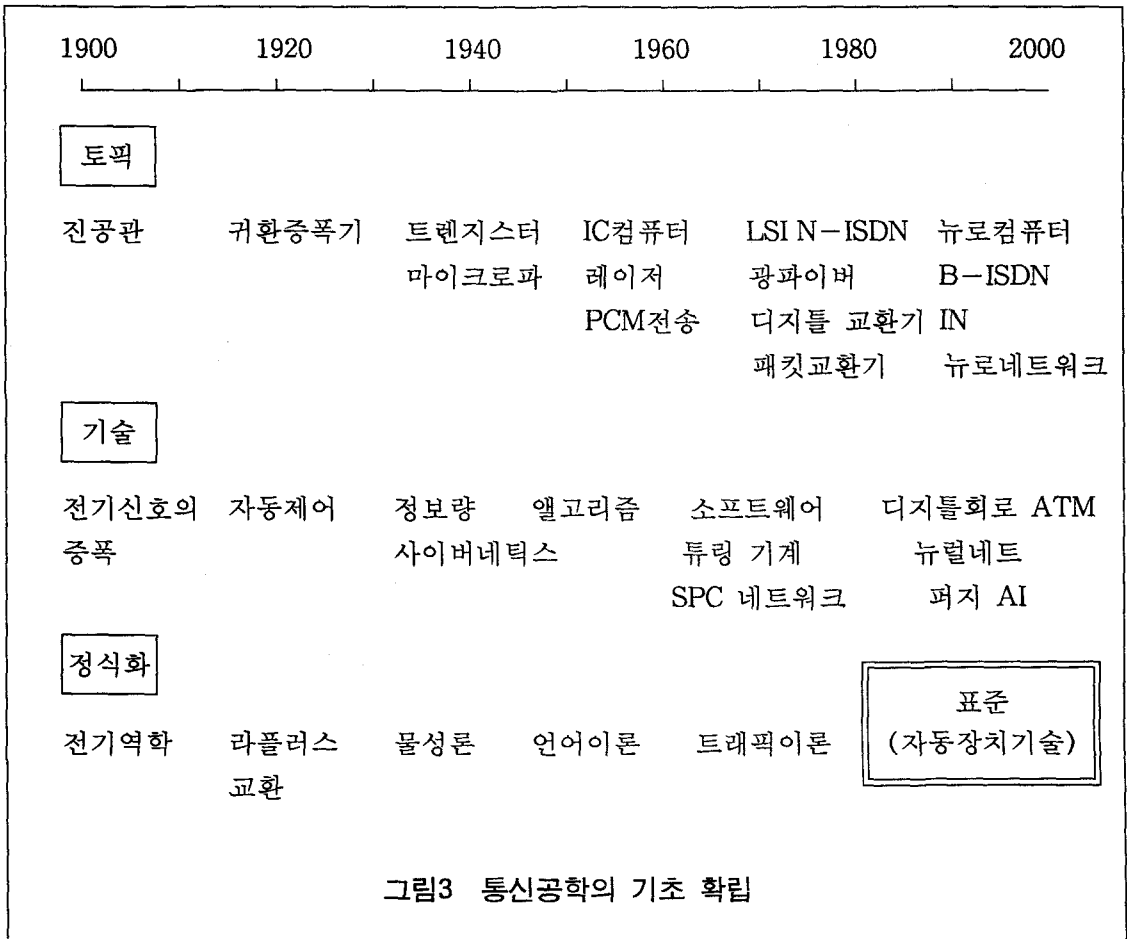 1900 1920 1940 1960 1980 2000
토픽
진공관 귀환증폭기 트렌지스터 IC컴퓨터 LSI N-ISDN 뉴로컴퓨터
마이크로파 레이저 광파이버 B-ISDN
PCM전송 디지틀 교환기 IN
패킷교환기 뉴로네트워크
기술
전기신호의 자동제어 정보량 앨고리즘 소프트웨어 디지틀회로 ATM
증폭 사이버네틱스 튜링 기계 뉴럴네트
SPC 네트워크 퍼지 AI
정식화
표준
전기역학 라플러스 물성론 언어이론 트래픽이론 (자동장치기술)
교환
그림3 통신공학의 기초 확립